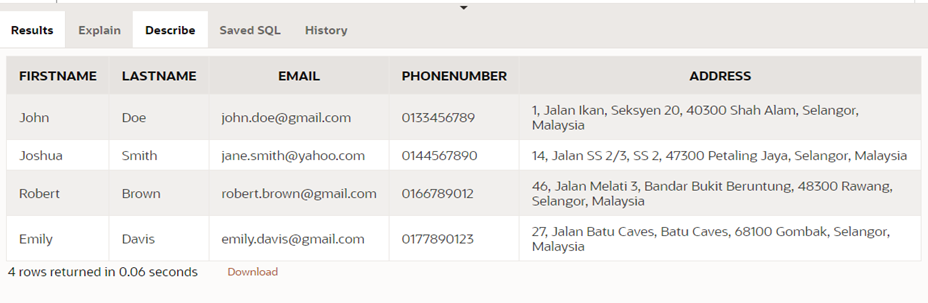 Results Explain Describe Saved SQL History
FIRSTNAME LASTNAME EMAIL PHONENUMBER ADDRESS
John Doe john.doe@gmail.com 0133456789 1, Jalan Ikan, Seksyen 20, 40300 Shah Alam, Selangor,
Malaysia
Joshua Smith jane.smith@yahoo.com 0144567890 14, Jalan SS 2/3, SS 2, 47300 Petaling Jaya, Selangor, Malaysia
Robert Brown robert.brown@gmail.com 0166789012 46, Jalan Melati 3, Bandar Bukit Beruntung, 48300 Rawang,
Selangor, Malaysia
Emily Davis emily.davis@gmail.com 0177890123 27, Jalan Batu Caves, Batu Caves, 68100 Gombak, Selangor,
Malaysia
4 rows returned in 0.06 seconds Download